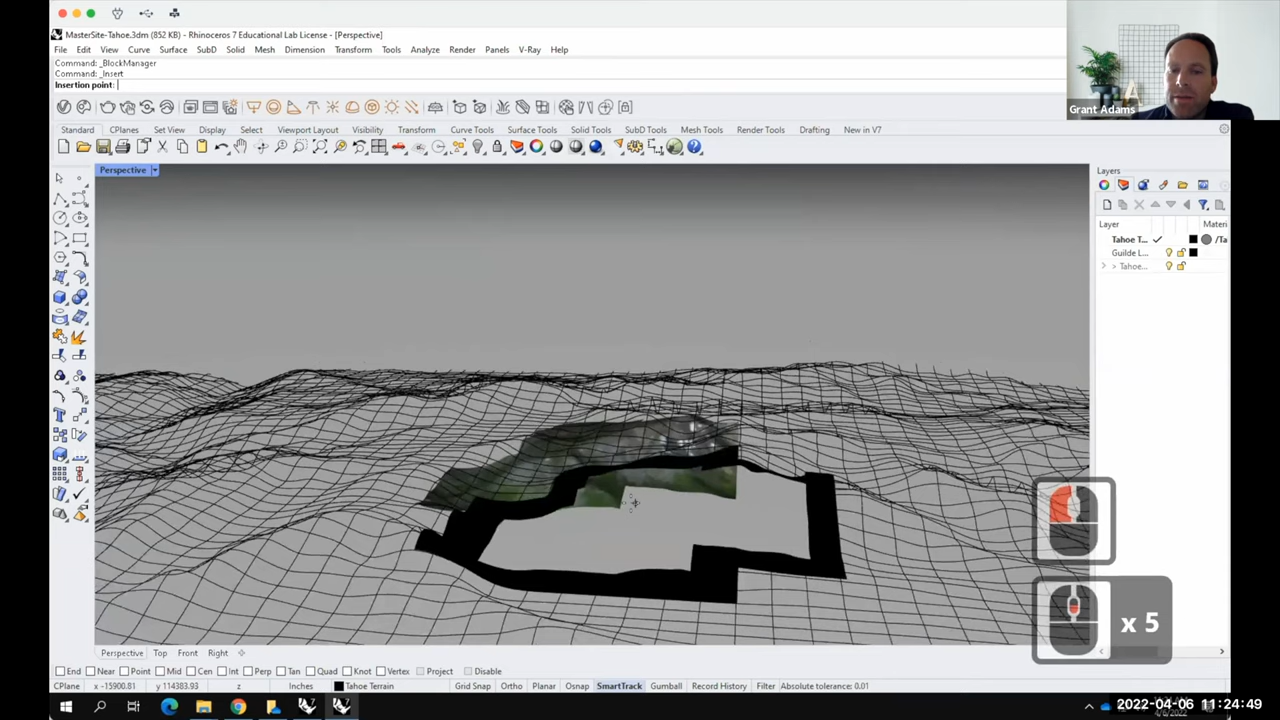 MasterSite-Tahoe.3dm (852 KB) - Rhinoceros 7 Educational Lab License - [Perspective]
File Edit View Curve Surface SubD Solid Mesh Dimension Transform Tools Analyze Render Panels V-Ray Help
Command: _BlockManager
Command: _Insert
Insertion point:
Grant Adams
Standard CPlanes Set View Display Select Viewport Layout Visibility Transform Curve Tools Surface Tools Solid Tools SubD Tools Mesh Tools Render Tools Drafting New in V7
Perspective
Layers
Layer Materi
Tahoe T... /Ta
Guilde L...
Tahoe...
x 5
Perspective Top Front Right
End Near Point Mid Cen Int Perp Tan Quad Knot Vertex Project Disable
CPlane x -15900.81 y 114383.93 z Inches Tahoe Terrain Grid Snap Ortho Planar Osnap SmartTrack Gumball Record History Filter Absolute tolerance: 0.01
2022-04-06 11:24:49